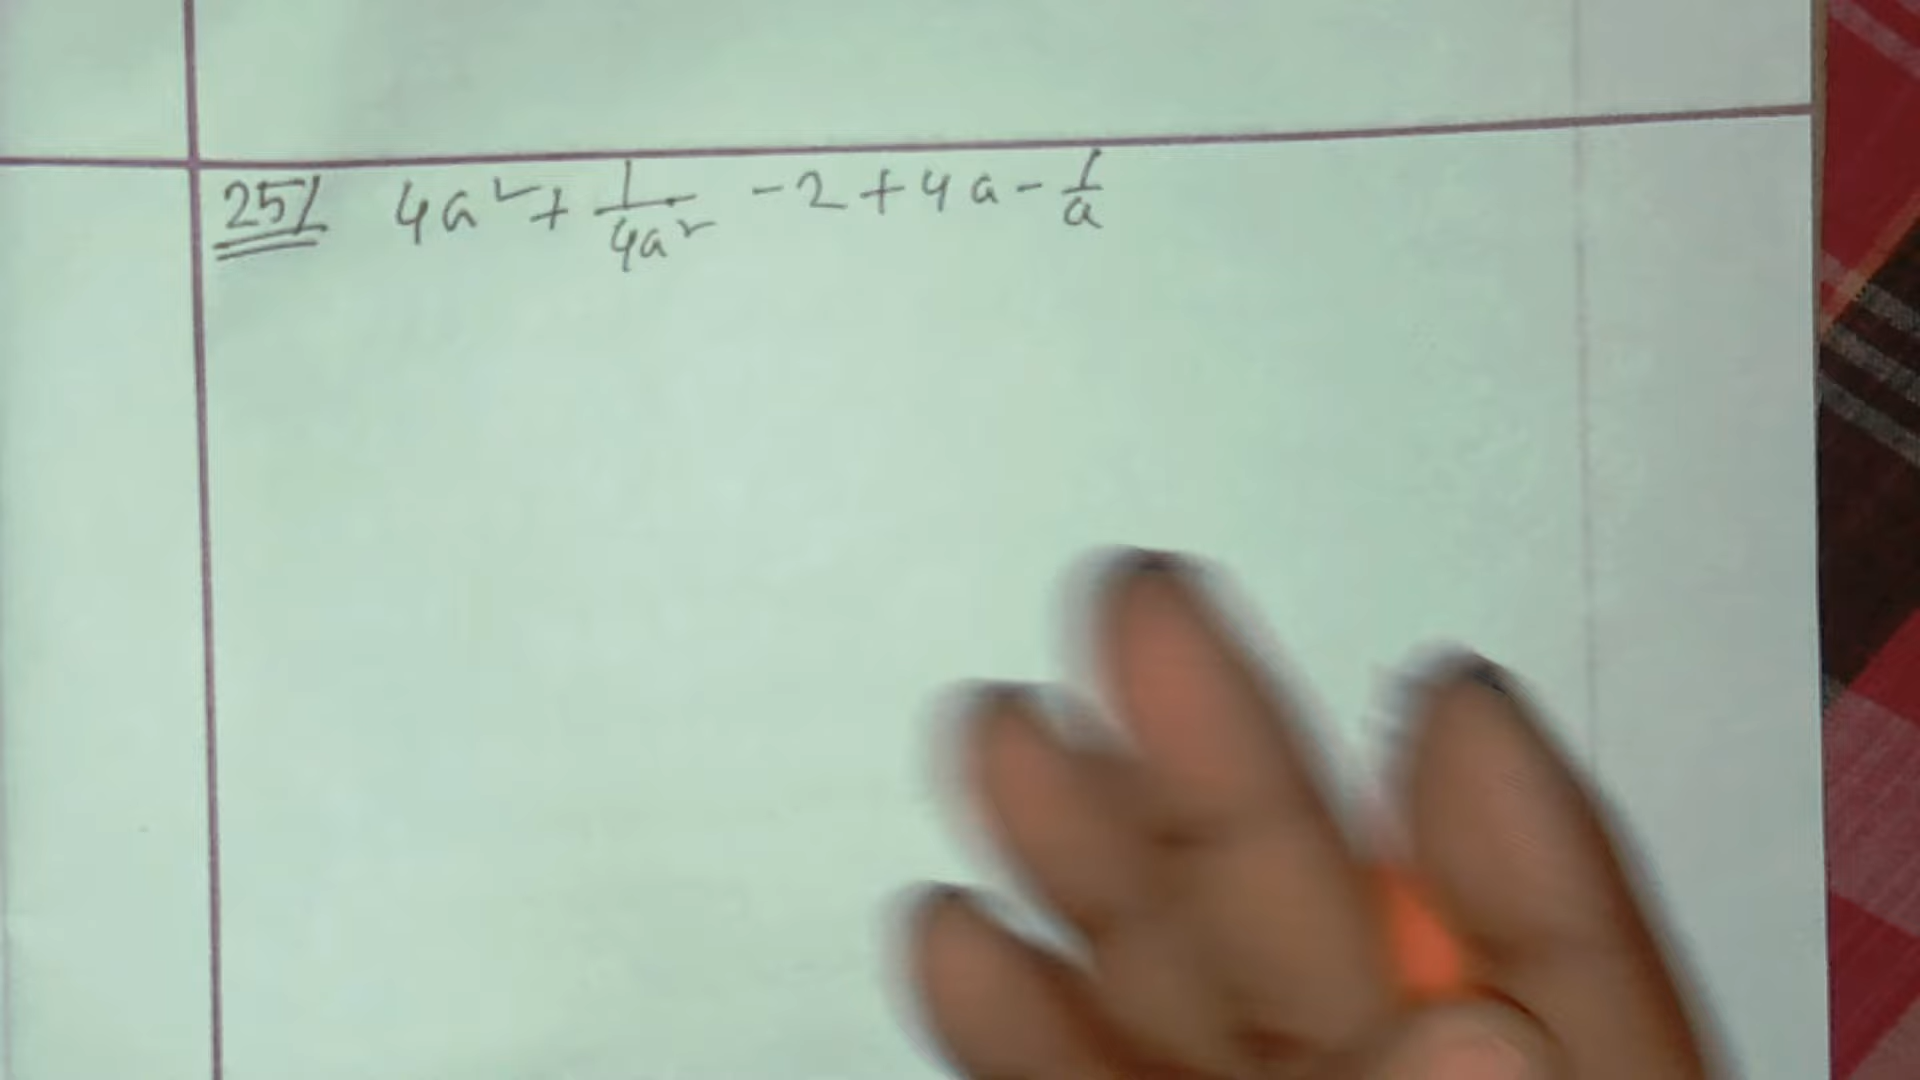 25/ 4a² + 1/4a² - 2 + 4a - 1/a